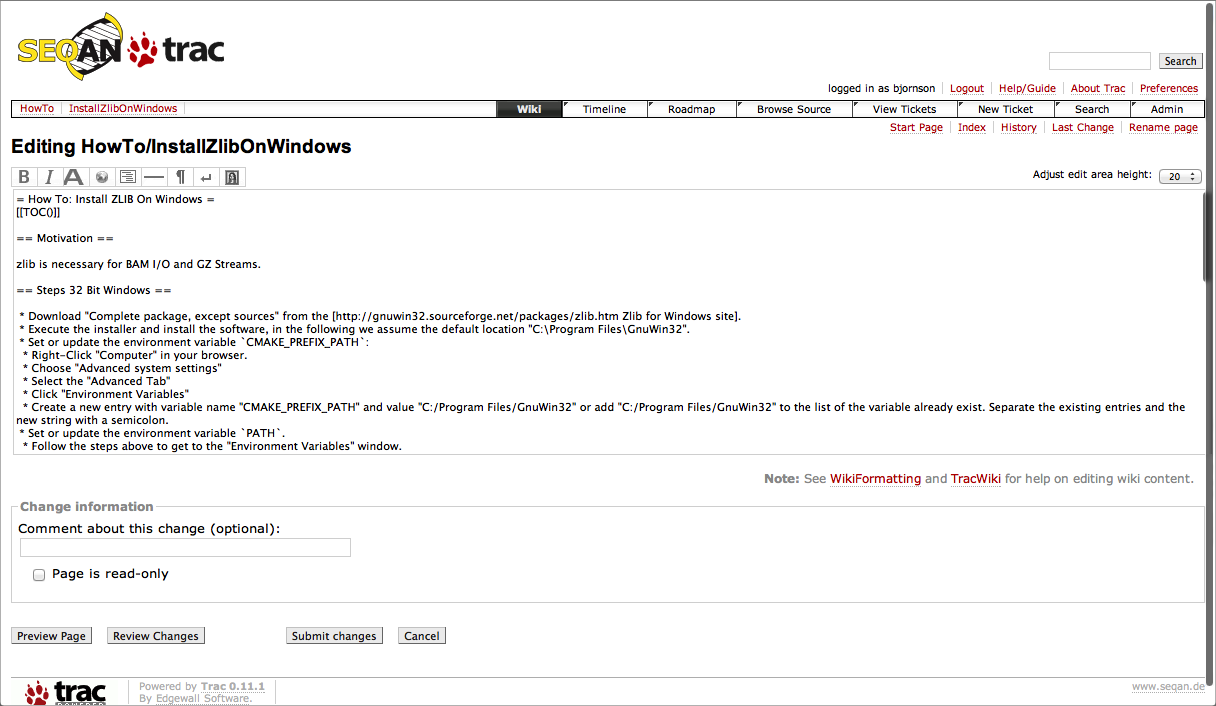 SEQAN trac
Search
logged in as bjornson Logout Help/Guide About Trac Preferences
HowTo InstallZlibOnWindows Wiki Timeline Roadmap Browse Source View Tickets New Ticket Search Admin
Start Page Index History Last Change Rename page
Editing HowTo/InstallZlibOnWindows
B I A ¶ ↵ Adjust edit area height: 20
= How To: Install ZLIB On Windows =
[[TOC()]]
== Motivation ==
zlib is necessary for BAM I/O and GZ Streams.
== Steps 32 Bit Windows ==
* Download "Complete package, except sources" from the [http://gnuwin32.sourceforge.net/packages/zlib.htm Zlib for Windows site].
* Execute the installer and install the software, in the following we assume the default location "C:\Program Files\GnuWin32".
* Set or update the environment variable `CMAKE_PREFIX_PATH`:
* Right-Click "Computer" in your browser.
* Choose "Advanced system settings"
* Select the "Advanced Tab"
* Click "Environment Variables"
* Create a new entry with variable name "CMAKE_PREFIX_PATH" and value "C:/Program Files/GnuWin32" or add "C:/Program Files/GnuWin32" to the list of the variable already exist. Separate the existing entries and the
new string with a semicolon.
* Set or update the environment variable `PATH`.
* Follow the steps above to get to the "Environment Variables" window.
Note: See WikiFormatting and TracWiki for help on editing wiki content.
Change information
Comment about this change (optional):
Page is read-only
Preview Page Review Changes Submit changes Cancel
trac POWERED
Powered by Trac 0.11.1
By Edgewall Software.
www.seqan.de